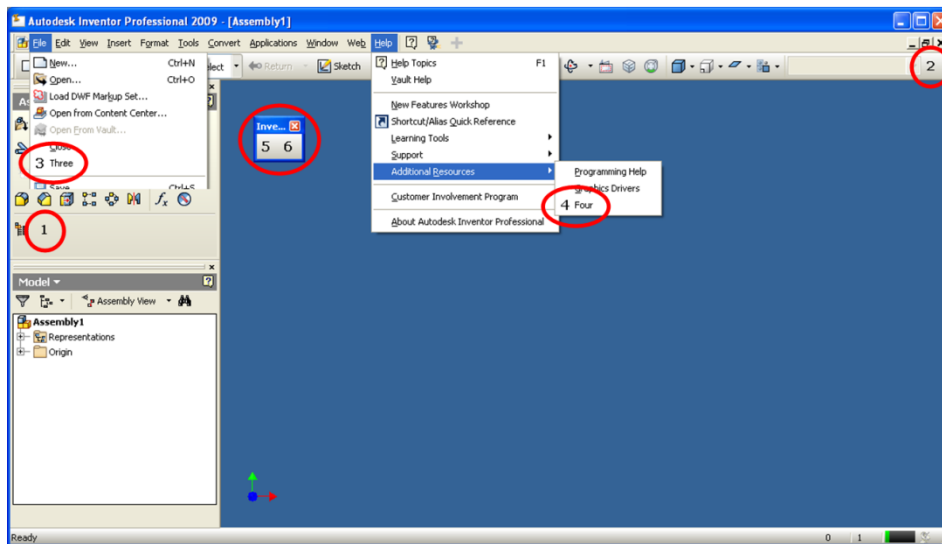 Autodesk Inventor Professional 2009 - [Assembly1]
File Edit View Insert Format Tools Convert Applications Window Web Help
New... Ctrl+N
Open... Ctrl+O
Load DWF Markup Set...
Open from Content Center...
Open From Vault...
Close
3 Three
Save Ctrl+S
1
Return
Sketch
2
Inve...
5 6
Help Topics F1
Vault Help
New Features Workshop
Shortcut/Alias Quick Reference
Learning Tools
Support
Additional Resources
Customer Involvement Program
About Autodesk Inventor Professional
Programming Help
Graphics Drivers
4 Four
Model
Assembly View
Assembly1
Representations
Origin
Ready
0 1